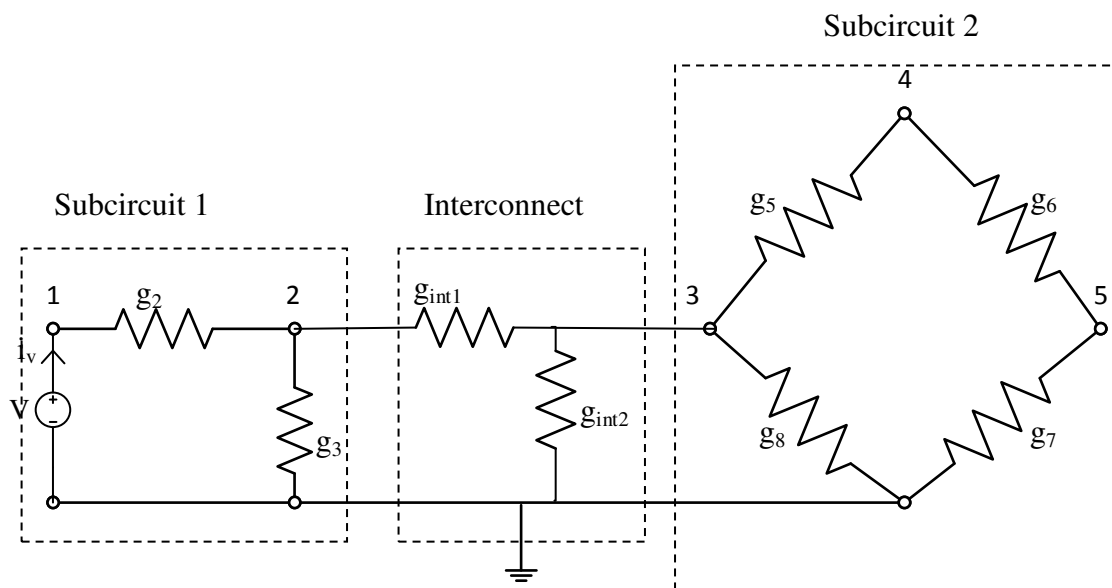 Subcircuit 2
4
Subcircuit 1
Interconnect
g5
g6
1
g2
2
gint1
3
5
iv
V
+
-
g3
gint2
g8
g7